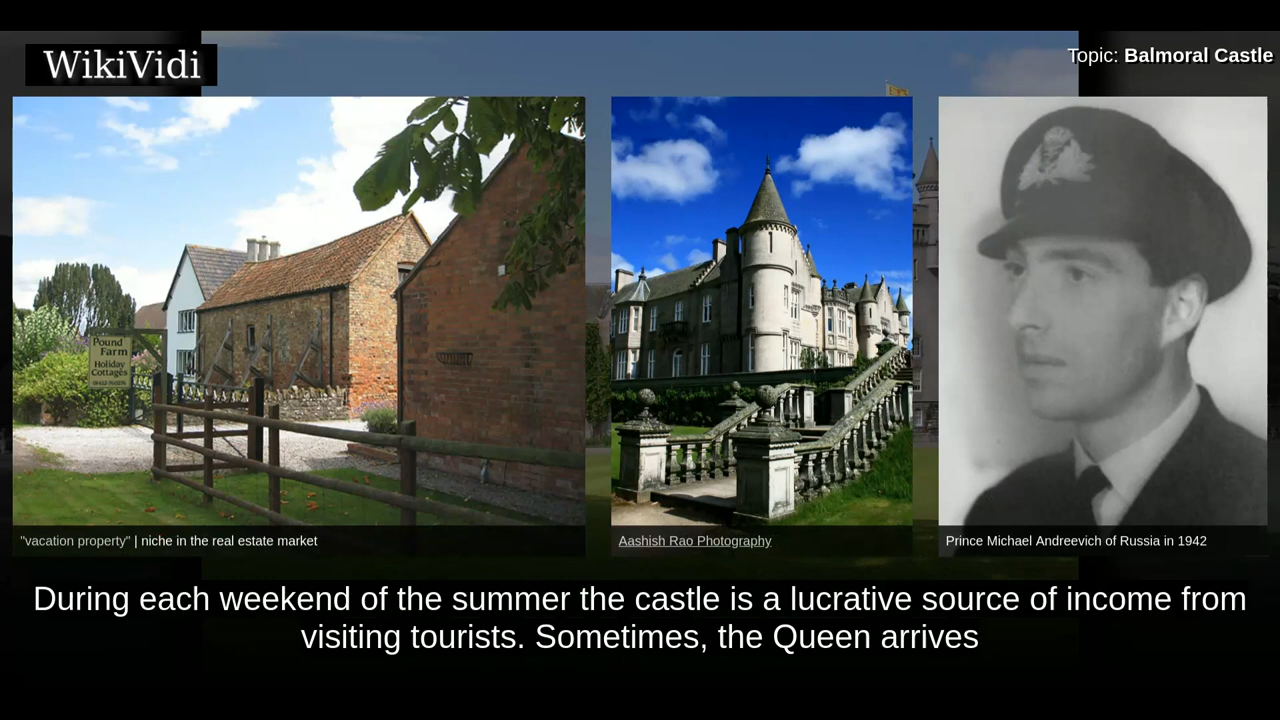 WikiVidi
Topic: Balmoral Castle
Pound
Farm
Holiday
Cottages
"vacation property" | niche in the real estate market
Aashish Rao Photography
Prince Michael Andreevich of Russia in 1942
During each weekend of the summer the castle is a lucrative source of income from
visiting tourists. Sometimes, the Queen arrives